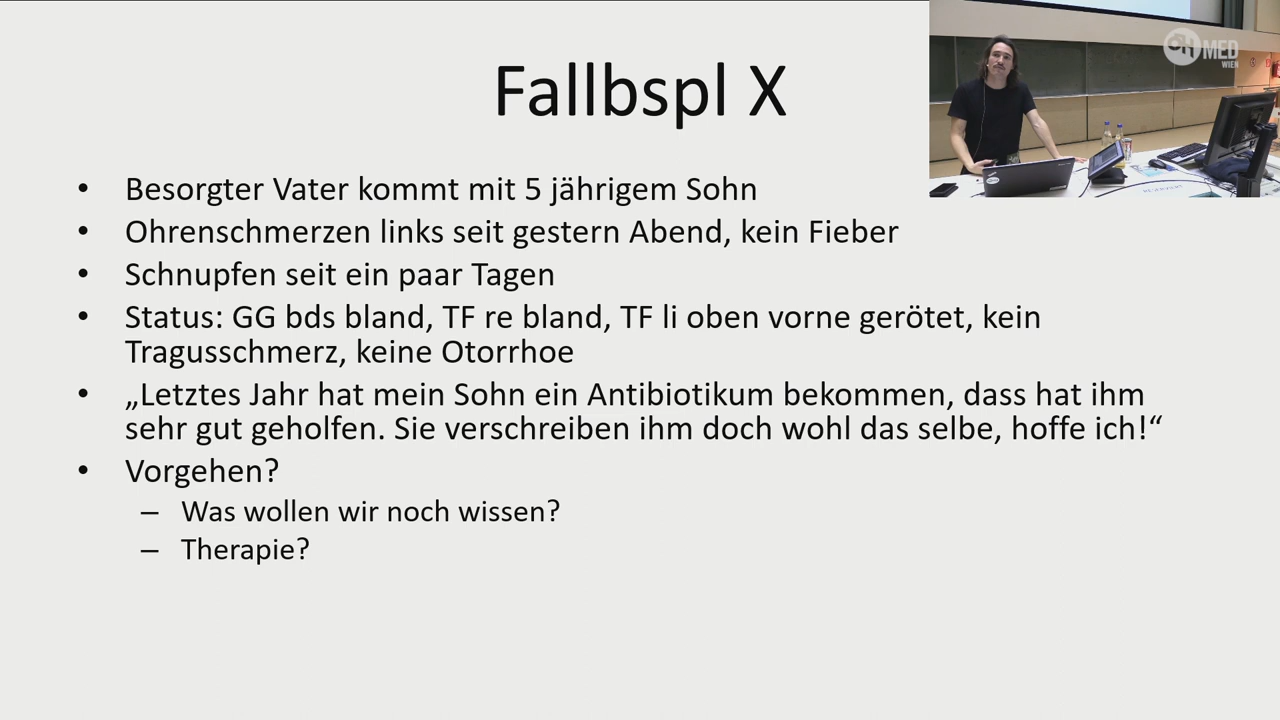 Fallbspl X
ÖH MED
WIEN
• Besorgter Vater kommt mit 5 jährigem Sohn
• Ohrenschmerzen links seit gestern Abend, kein Fieber
• Schnupfen seit ein paar Tagen
• Status: GG bds bland, TF re bland, TF li oben vorne gerötet, kein
Tragusschmerz, keine Otorrhoe
• „Letztes Jahr hat mein Sohn ein Antibiotikum bekommen, dass hat ihm
sehr gut geholfen. Sie verschreiben ihm doch wohl das selbe, hoffe ich!“
• Vorgehen?
– Was wollen wir noch wissen?
– Therapie?